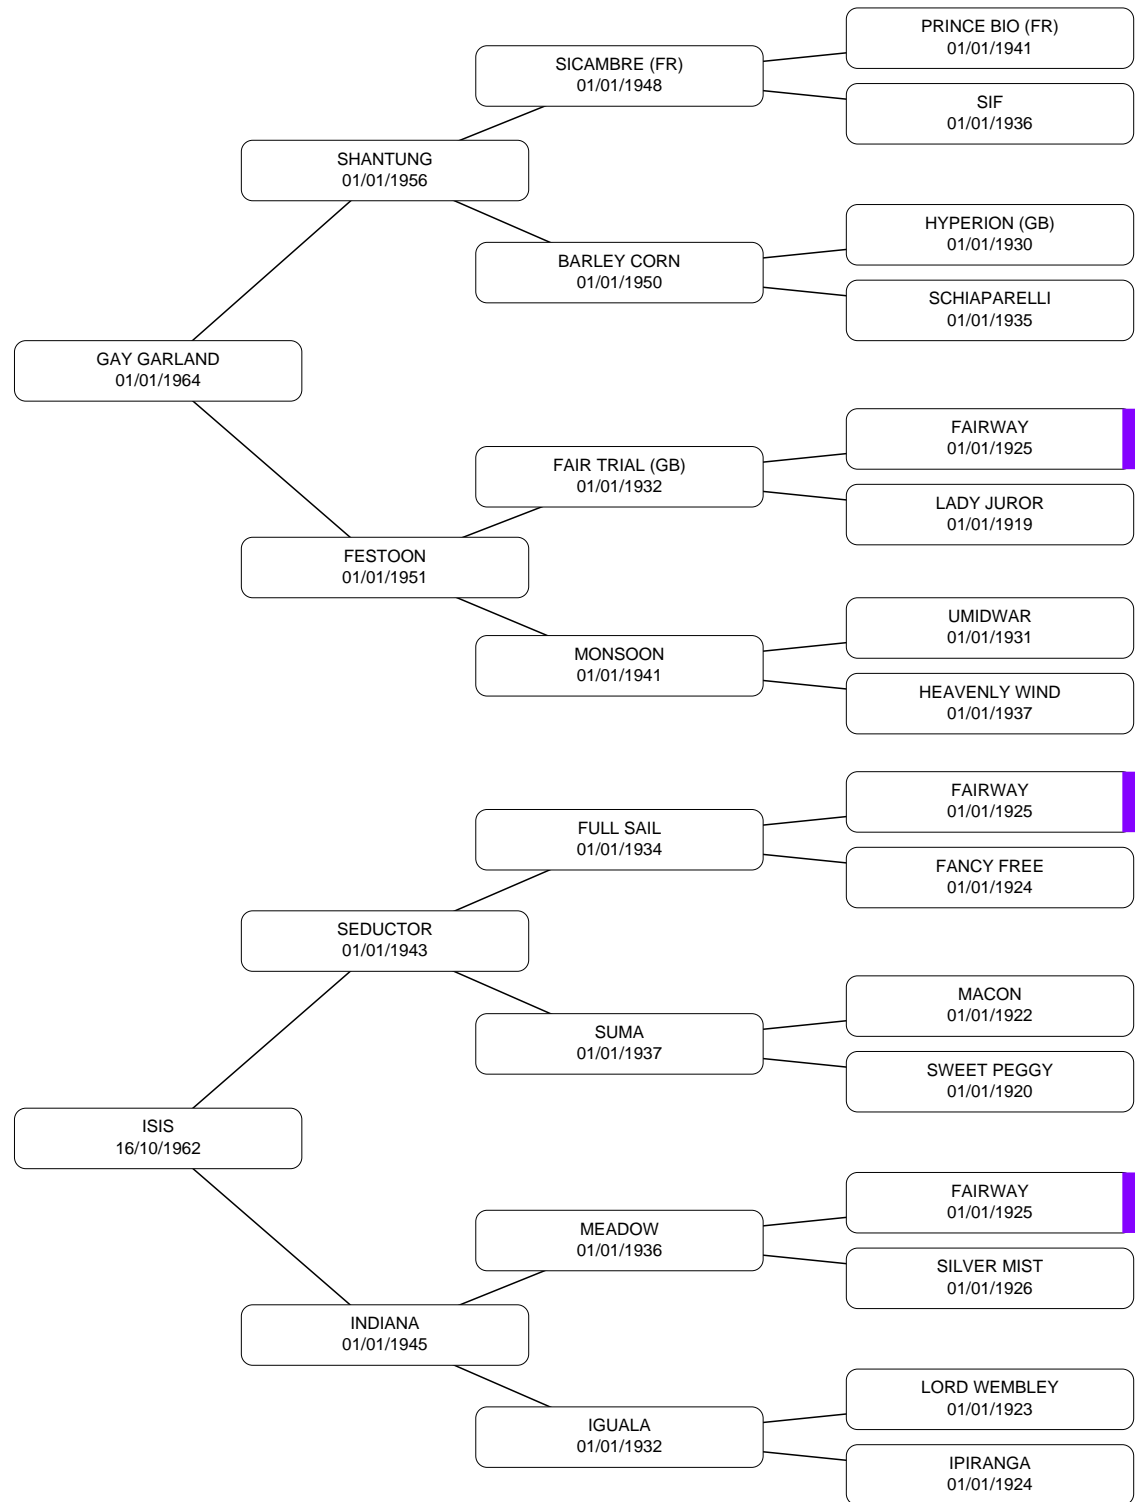 PRINCE BIO (FR)
01/01/1941
SICAMBRE (FR)
01/01/1948
SIF
01/01/1936
SHANTUNG
01/01/1956
HYPERION (GB)
01/01/1930
BARLEY CORN
01/01/1950
SCHIAPARELLI
01/01/1935
GAY GARLAND
01/01/1964
FAIRWAY
01/01/1925
FAIR TRIAL (GB)
01/01/1932
LADY JUROR
01/01/1919
FESTOON
01/01/1951
UMIDWAR
01/01/1931
MONSOON
01/01/1941
HEAVENLY WIND
01/01/1937
FAIRWAY
01/01/1925
FULL SAIL
01/01/1934
FANCY FREE
01/01/1924
SEDUCTOR
01/01/1943
MACON
01/01/1922
SUMA
01/01/1937
SWEET PEGGY
01/01/1920
ISIS
16/10/1962
FAIRWAY
01/01/1925
MEADOW
01/01/1936
SILVER MIST
01/01/1926
INDIANA
01/01/1945
LORD WEMBLEY
01/01/1923
IGUALA
01/01/1932
IPIRANGA
01/01/1924